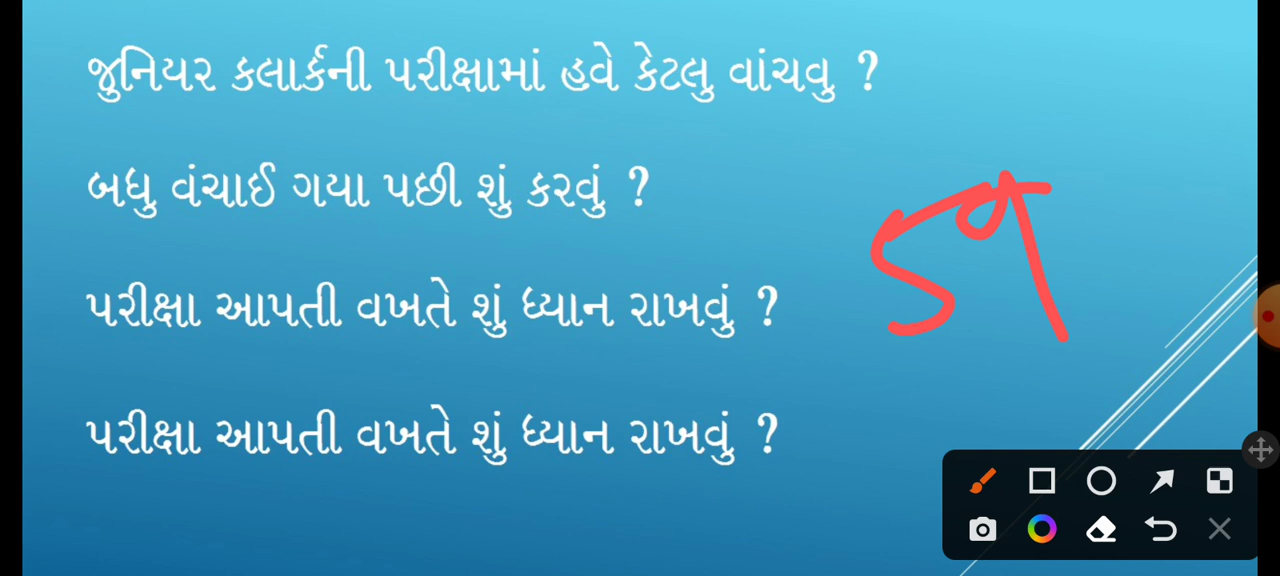 જુનિયર કલાર્કની પરીક્ષામાં હવે કેટલુ વાંચવુ ?
બધુ વંચાઈ ગયા પછી શું કરવું ?
પરીક્ષા આપતી વખતે શું ધ્યાન રાખવું ?
પરીક્ષા આપતી વખતે શું ધ્યાન રાખવું ?